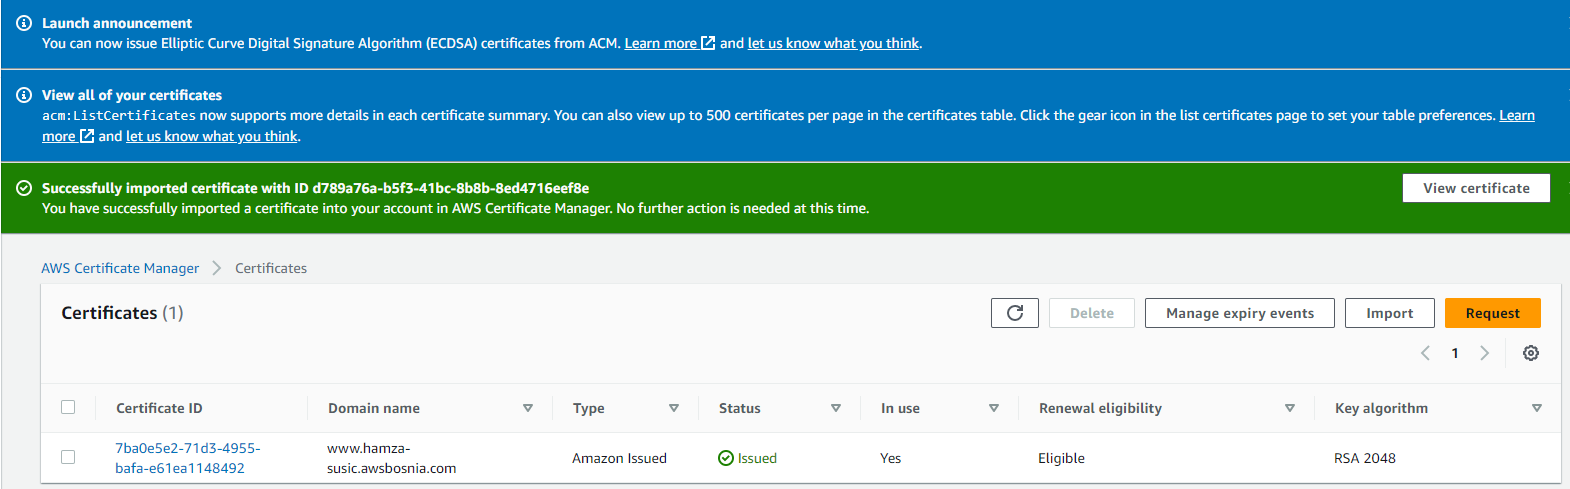 Launch announcement
You can now issue Elliptic Curve Digital Signature Algorithm (ECDSA) certificates from ACM. Learn more and let us know what you think.
View all of your certificates
acm:ListCertificates now supports more details in each certificate summary. You can also view up to 500 certificates per page in the certificates table. Click the gear icon in the list certificates page to set your table preferences. Learn
more and let us know what you think.
Successfully imported certificate with ID d789a76a-b5f3-41bc-8b8b-8ed4716eef8e
View certificate
You have successfully imported a certificate into your account in AWS Certificate Manager. No further action is needed at this time.
AWS Certificate Manager > Certificates
Certificates (1) Delete Manage expiry events Import Request
1
Certificate ID Domain name Type Status In use Renewal eligibility Key algorithm
7ba0e5e2-71d3-4955- www.hamza-
bafa-e61ea1148492 susic.awsbosnia.com Amazon Issued Issued Yes Eligible RSA 2048